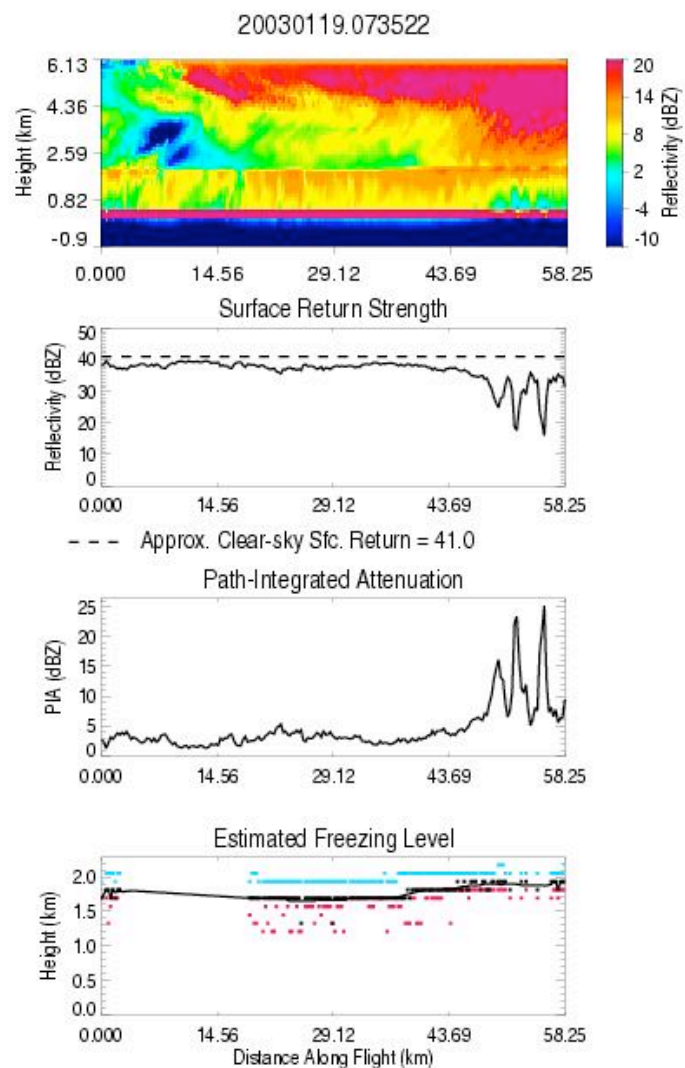 20030119.073522
6.13
4.36
2.59
0.82
-0.9
Height (km)
0.000 14.56 29.12 43.69 58.25
20
14
8
2
-4
-10
Reflectivity (dBZ)
Surface Return Strength
50
40
30
20
10
0
Reflectivity (dBZ)
0.000 14.56 29.12 43.69 58.25
Approx. Clear-sky Sfc. Return = 41.0
Path-Integrated Attenuation
25
20
15
10
5
0
PIA (dBZ)
0.000 14.56 29.12 43.69 58.25
Estimated Freezing Level
2.0
1.5
1.0
0.5
0.0
Height (km)
0.000 14.56 29.12 43.69 58.25
Distance Along Flight (km)